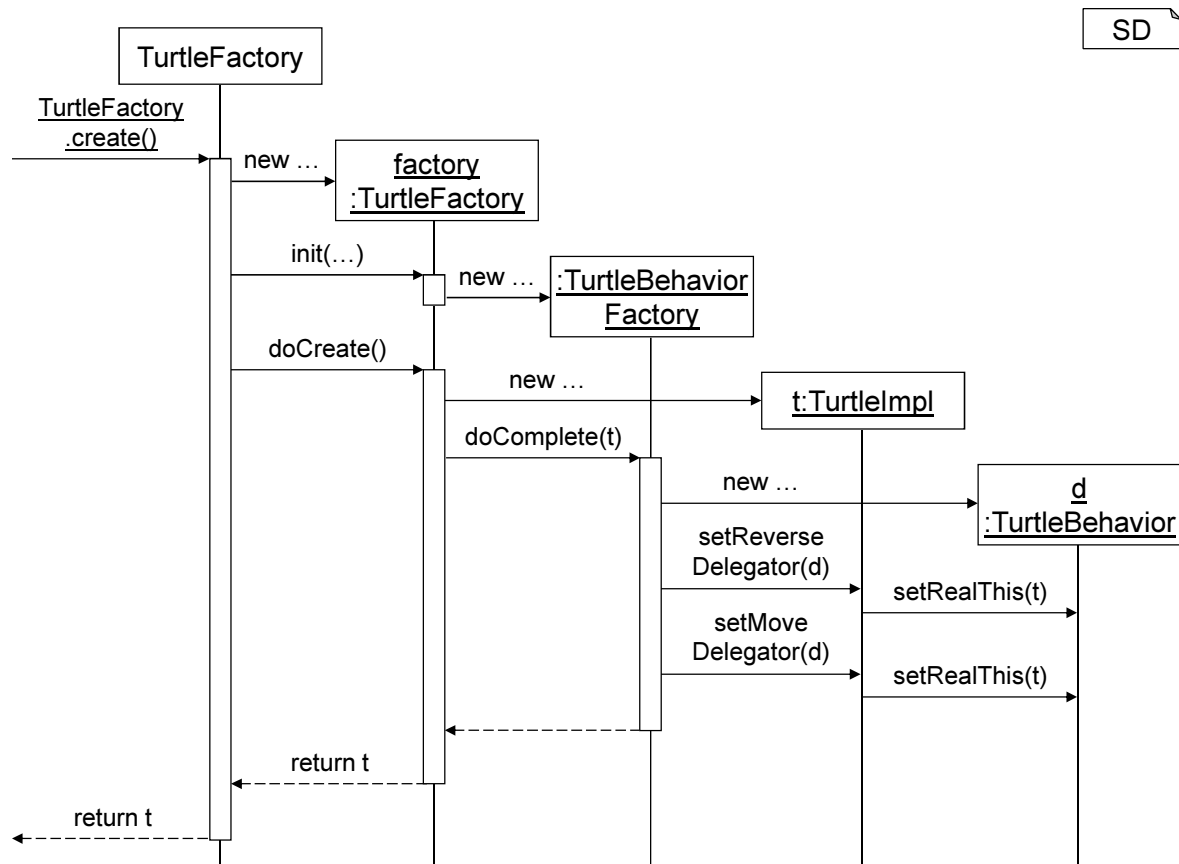 SD
TurtleFactory
TurtleFactory
.create()
new …
factory
:TurtleFactory
init(…)
new …
:TurtleBehavior
Factory
doCreate()
new …
t:TurtleImpl
doComplete(t)
new …
d
:TurtleBehavior
setReverse
Delegator(d)
setRealThis(t)
setMove
Delegator(d)
setRealThis(t)
return t
return t